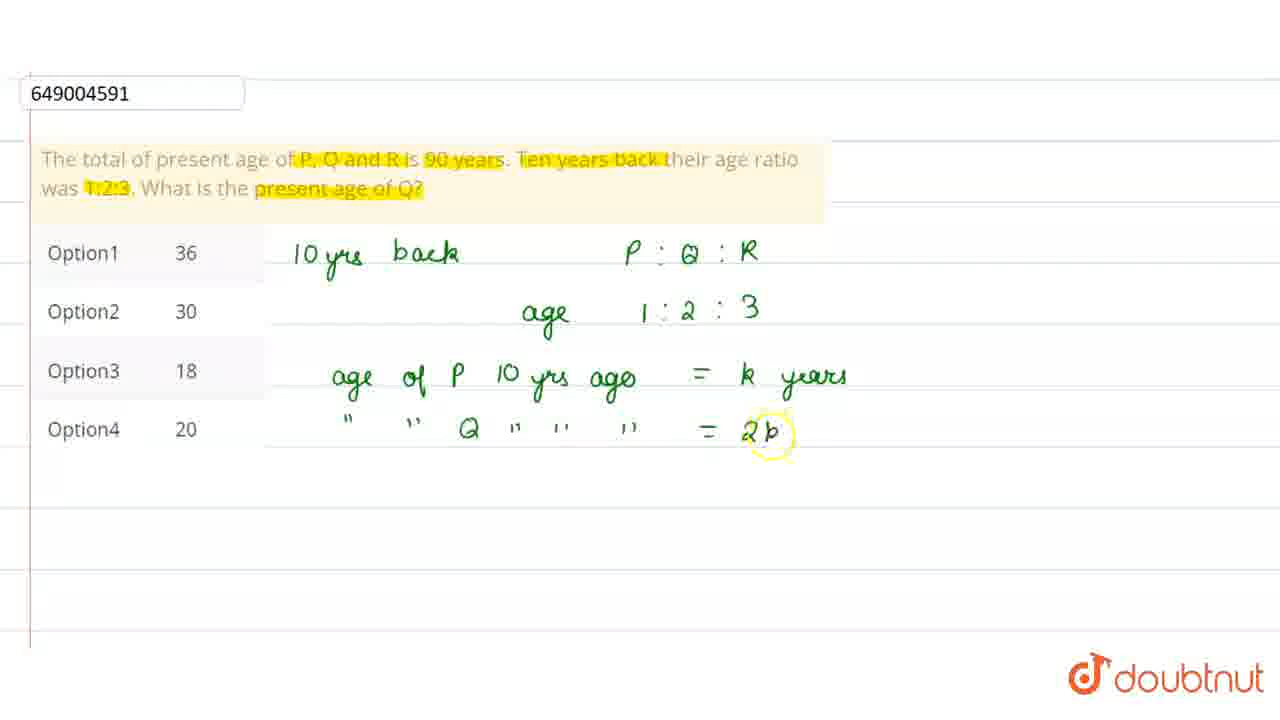 649004591
The total of present age of P, Q and R is 90 years. Ten years back their age ratio
was 1:2:3. What is the present age of Q?
Option1 36
10 yrs back P : Q : R
Option2 30
age 1 : 2 : 3
Option3 18
age of P 10 yrs ago = k years
Option4 20
" " Q " " " = 2k
doubtnut